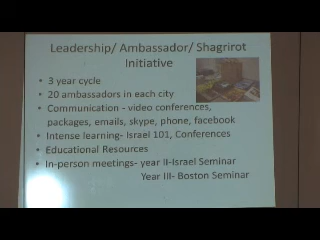 Leadership/ Ambassador/ Shagrirot
Initiative
• 3 year cycle
• 20 ambassadors in each city
• Communication - video conferences,
packages, emails, skype, phone, facebook
• Intense learning- Israel 101, Conferences
• Educational Resources
• In-person meetings- year II-Israel Seminar
Year III- Boston Seminar